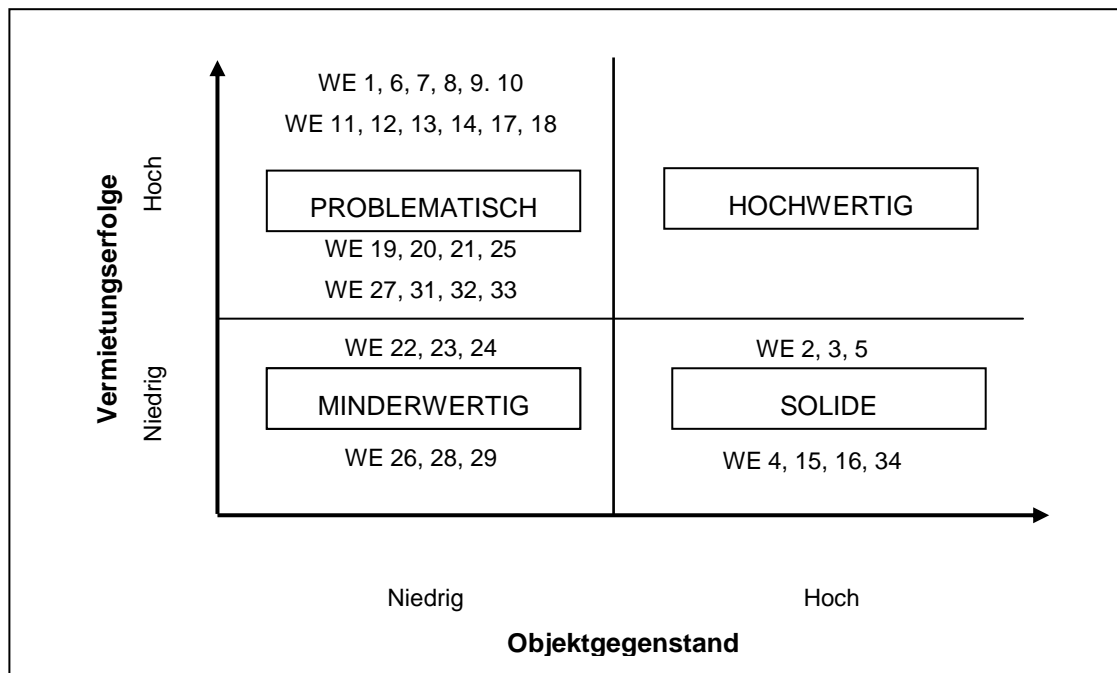 WE 1, 6, 7, 8, 9. 10
WE 11, 12, 13, 14, 17, 18
PROBLEMATISCH
WE 19, 20, 21, 25
WE 27, 31, 32, 33
HOCHWERTIG
WE 22, 23, 24
MINDERWERTIG
WE 26, 28, 29
WE 2, 3, 5
SOLIDE
WE 4, 15, 16, 34
Vermietungserfolge
Hoch
Niedrig
Niedrig
Hoch
Objektgegenstand